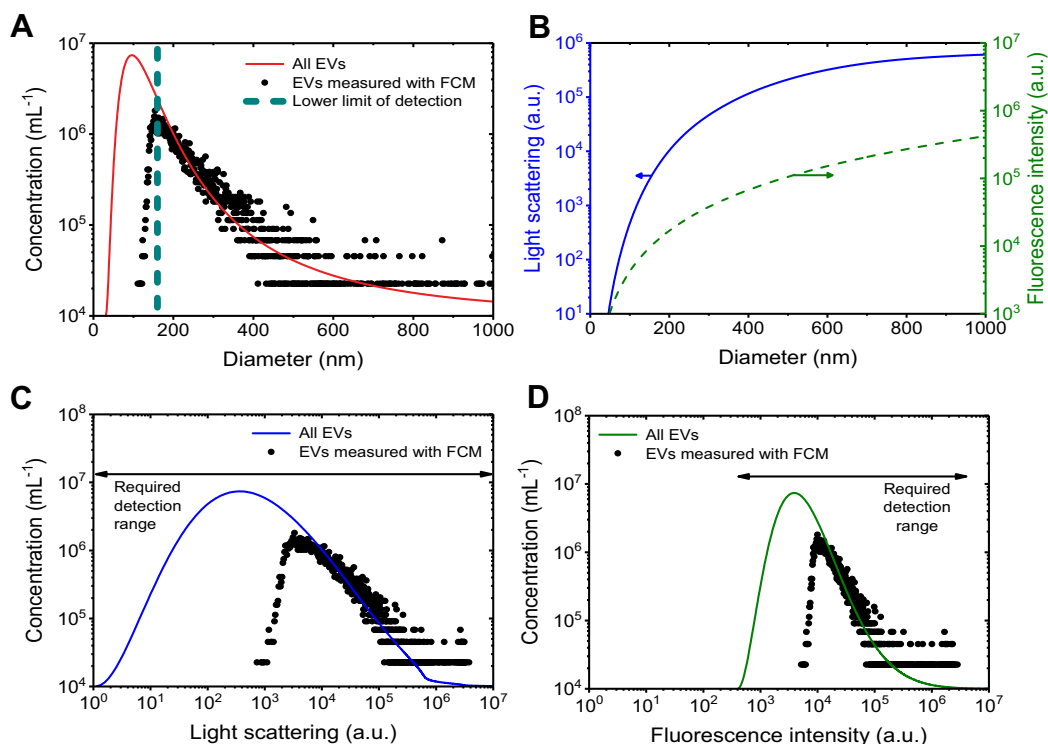 A
10^7
10^6
10^5
10^4
Concentration (mL^-1)
All EVs
EVs measured with FCM
Lower limit of detection
0 200 400 600 800 1000
Diameter (nm)
B
10^6
10^5
10^4
10^3
10^2
10^1
Light scattering (a.u.)
10^7
10^6
10^5
10^4
10^3
Fluorescence intensity (a.u.)
0 200 400 600 800 1000
Diameter (nm)
C
10^8
10^7
10^6
10^5
10^4
Concentration (mL^-1)
All EVs
EVs measured with FCM
Required
detection
range
10^0 10^1 10^2 10^3 10^4 10^5 10^6 10^7
Light scattering (a.u.)
D
10^8
10^7
10^6
10^5
10^4
Concentration (mL^-1)
All EVs
EVs measured with FCM
Required
detection
range
10^0 10^1 10^2 10^3 10^4 10^5 10^6 10^7
Fluorescence intensity (a.u.)